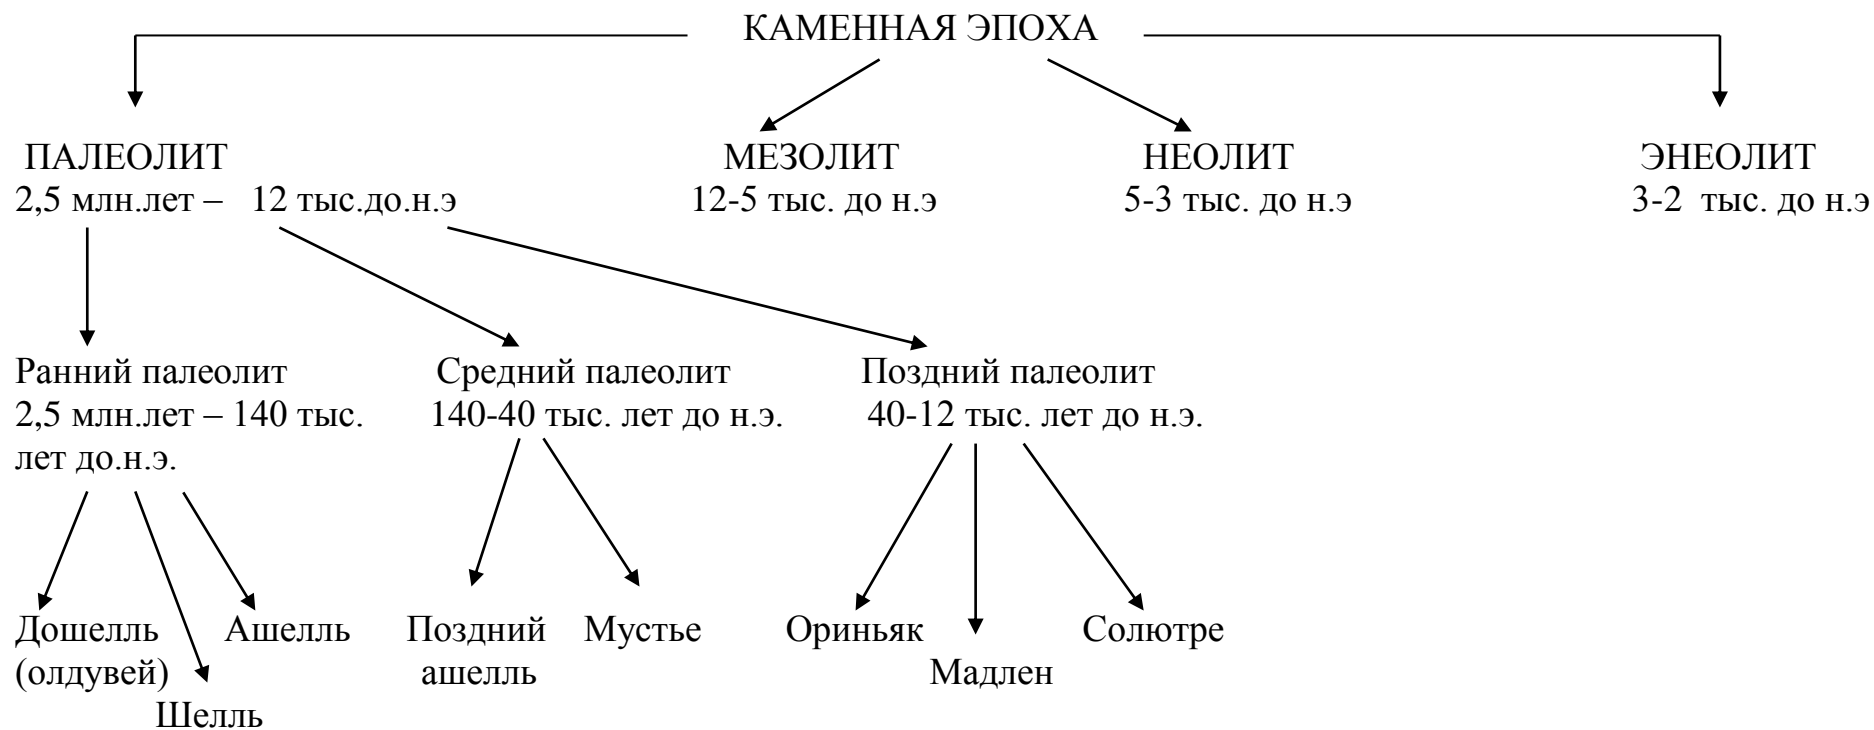 КАМЕННАЯ ЭПОХА
ПАЛЕОЛИТ МЕЗОЛИТ НЕОЛИТ ЭНЕОЛИТ
2,5 млн.лет – 12 тыс.до.н.э 12-5 тыс. до н.э 5-3 тыс. до н.э 3-2 тыс. до н.э
Ранний палеолит Средний палеолит Поздний палеолит
2,5 млн.лет – 140 тыс. 140-40 тыс. лет до н.э. 40-12 тыс. лет до н.э.
лет до.н.э.
Дошелль Ашелль Поздний Мустье Ориньяк Солютре
(олдувей) ашелль Мадлен
Шелль